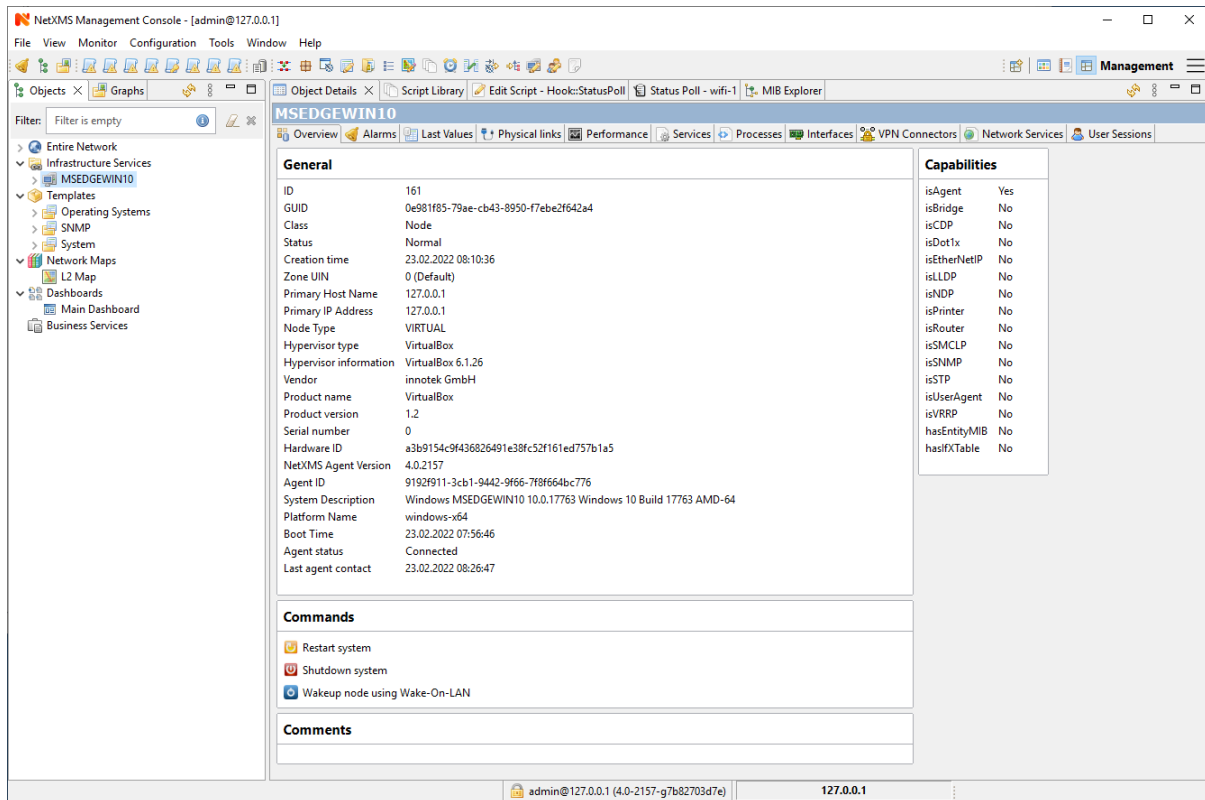 NetXMS Management Console - [admin@127.0.0.1]
File View Monitor Configuration Tools Window Help
Management
Objects Graphs
Filter: Filter is empty
Entire Network
Infrastructure Services
MSEDGEWIN10
Templates
Operating Systems
SNMP
System
Network Maps
L2 Map
Dashboards
Main Dashboard
Business Services
Object Details Script Library Edit Script - Hook::StatusPoll Status Poll - wifi-1 MIB Explorer
MSEDGEWIN10
Overview Alarms Last Values Physical links Performance Services Processes Interfaces VPN Connectors Network Services User Sessions
General
ID 161
GUID 0e981f85-79ae-cb43-8950-f7ebe2f642a4
Class Node
Status Normal
Creation time 23.02.2022 08:10:36
Zone UIN 0 (Default)
Primary Host Name 127.0.0.1
Primary IP Address 127.0.0.1
Node Type VIRTUAL
Hypervisor type VirtualBox
Hypervisor information VirtualBox 6.1.26
Vendor innotek GmbH
Product name VirtualBox
Product version 1.2
Serial number 0
Hardware ID a3b9154c9f436826491e38fc52f161ed757b1a5
NetXMS Agent Version 4.0.2157
Agent ID 9192f911-3cb1-9442-9f66-7f8f664bc776
System Description Windows MSEDGEWIN10 10.0.17763 Windows 10 Build 17763 AMD-64
Platform Name windows-x64
Boot Time 23.02.2022 07:56:46
Agent status Connected
Last agent contact 23.02.2022 08:26:47
Commands
Restart system
Shutdown system
Wakeup node using Wake-On-LAN
Comments
Capabilities
isAgent Yes
isBridge No
isCDP No
isDot1x No
isEtherNetIP No
isLLDP No
isNDP No
isPrinter No
isRouter No
isSMCLP No
isSNMP No
isSTP No
isUserAgent No
isVRRP No
hasEntityMIB No
hasIfXTable No
admin@127.0.0.1 (4.0-2157-g7b82703d7e) 127.0.0.1